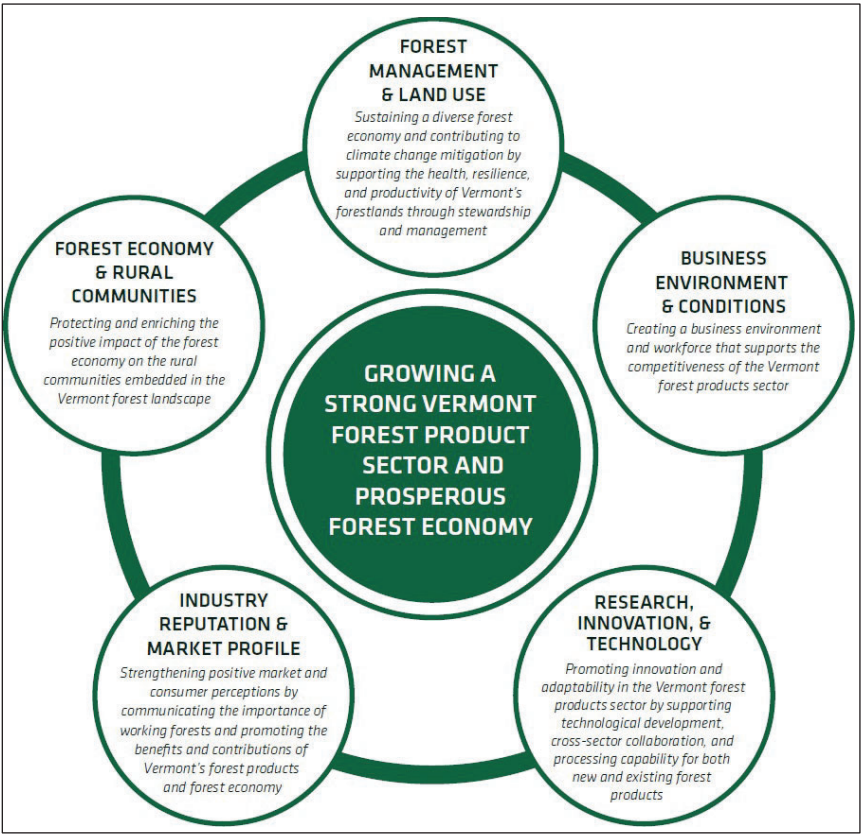 FOREST
MANAGEMENT
& LAND USE
Sustaining a diverse forest
economy and contributing to
climate change mitigation by
supporting the health, resilience,
and productivity of Vermont's
forestlands through stewardship
and management
BUSINESS
ENVIRONMENT
& CONDITIONS
Creating a business environment
and workforce that supports the
competitiveness of the Vermont
forest products sector
RESEARCH,
INNOVATION, &
TECHNOLOGY
Promoting innovation and
adaptability in the Vermont forest
products sector by supporting
technological development,
cross-sector collaboration, and
processing capability for both
new and existing forest
products
INDUSTRY
REPUTATION &
MARKET PROFILE
Strengthening positive market and
consumer perceptions by
communicating the importance of
working forests and promoting the
benefits and contributions of
Vermont's forest products
and forest economy
FOREST ECONOMY
& RURAL
COMMUNITIES
Protecting and enriching the
positive impact of the forest
economy on the rural
communities embedded in the
Vermont forest landscape
GROWING A
STRONG VERMONT
FOREST PRODUCT
SECTOR AND
PROSPEROUS
FOREST ECONOMY